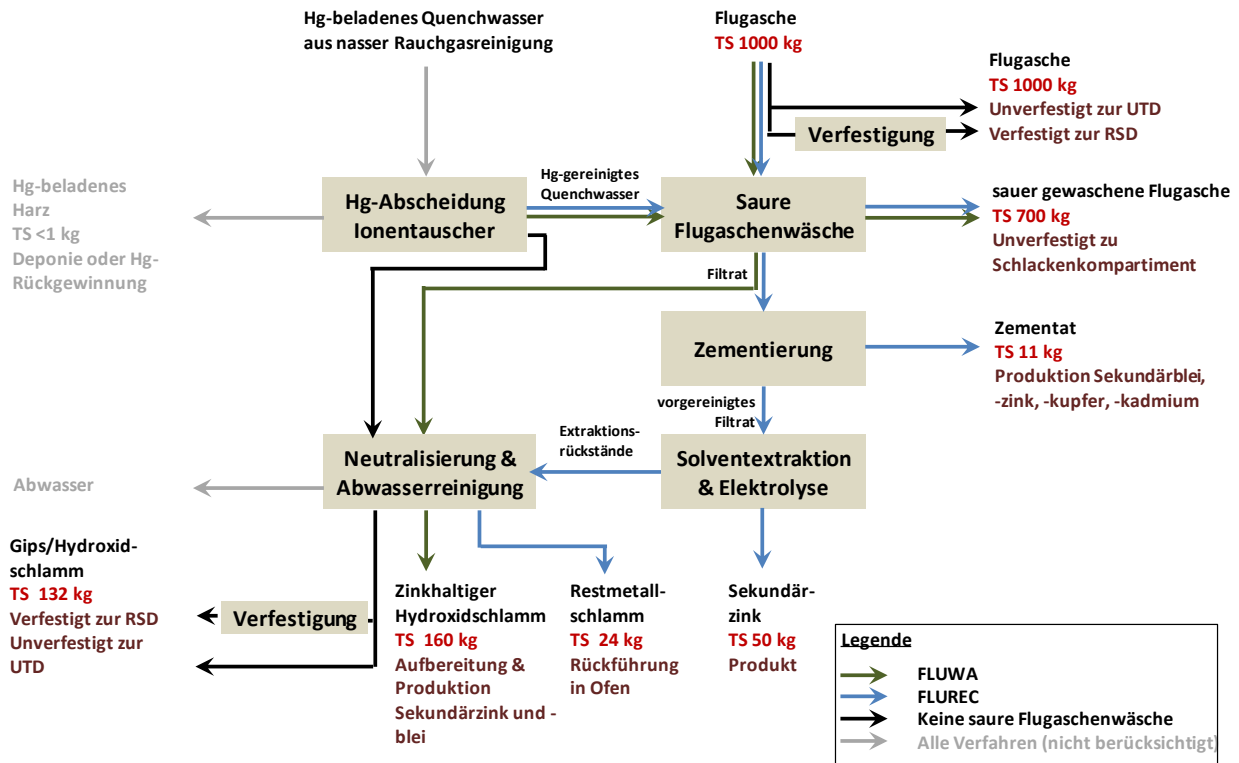 Hg-beladenes Quenchwasser
aus nasser Rauchgasreinigung
Flugasche
TS 1000 kg
Flugasche
TS 1000 kg
Unverfestigt zur UTD
Verfestigt zur RSD
Verfestigung
Hg-beladenes
Harz
TS <1 kg
Deponie oder Hg-
Rückgewinnung
Hg-Abscheidung
Ionentauscher
Hg-gereinigtes
Quenchwasser
Saure
Flugaschenwäsche
sauer gewaschene Flugasche
TS 700 kg
Unverfestigt zu
Schlackenkompartiment
Filtrat
Zementierung
Zementat
TS 11 kg
Produktion Sekundärblei,
-zink, -kupfer, -kadmium
vorgereinigtes
Filtrat
Extraktions-
rückstände
Neutralisierung &
Abwasserreinigung
Solventextraktion
& Elektrolyse
Abwasser
Gips/Hydroxid-
schlamm
TS 132 kg
Verfestigt zur RSD
Unverfestigt zur
UTD
Verfestigung
Zinkhaltiger
Hydroxidschlamm
TS 160 kg
Aufbereitung &
Produktion
Sekundärzink und -
blei
Restmetall-
schlamm
TS 24 kg
Rückführung
in Ofen
Sekundär-
zink
TS 50 kg
Produkt
Legende
FLUWA
FLUREC
Keine saure Flugaschenwäsche
Alle Verfahren (nicht berücksichtigt)